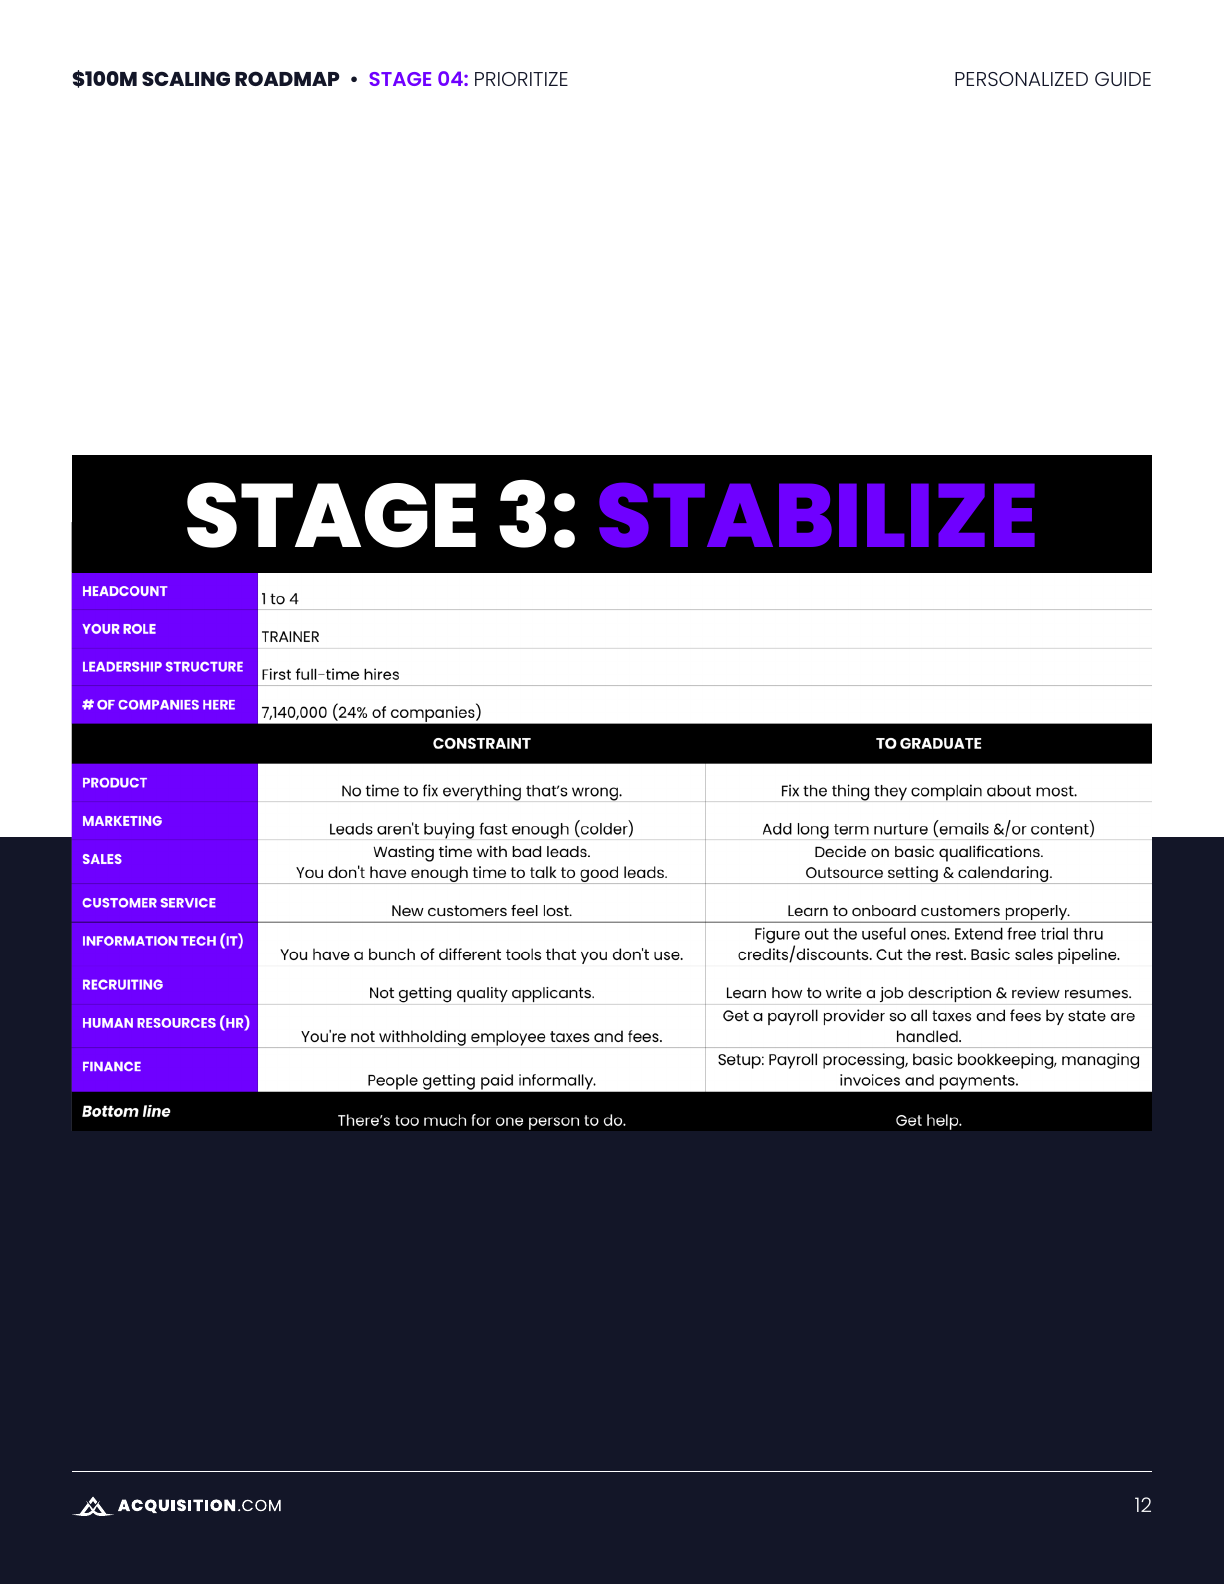 $100M SCALING ROADMAP • STAGE 04: PRIORITIZE
PERSONALIZED GUIDE
STAGE 3: STABILIZE
HEADCOUNT
1 to 4
YOUR ROLE
TRAINER
LEADERSHIP STRUCTURE
First full-time hires
# OF COMPANIES HERE
7,140,000 (24% of companies)
CONSTRAINT
TO GRADUATE
PRODUCT
No time to fix everything that’s wrong.
Fix the thing they complain about most.
MARKETING
Leads aren't buying fast enough (colder)
Add long term nurture (emails &/or content)
SALES
Wasting time with bad leads.
You don't have enough time to talk to good leads.
Decide on basic qualifications.
Outsource setting & calendaring.
CUSTOMER SERVICE
New customers feel lost.
Learn to onboard customers properly.
INFORMATION TECH (IT)
You have a bunch of different tools that you don't use.
Figure out the useful ones. Extend free trial thru
credits/discounts. Cut the rest. Basic sales pipeline.
RECRUITING
Not getting quality applicants.
Learn how to write a job description & review resumes.
HUMAN RESOURCES (HR)
You're not withholding employee taxes and fees.
Get a payroll provider so all taxes and fees by state are
handled.
FINANCE
People getting paid informally.
Setup: Payroll processing, basic bookkeeping, managing
invoices and payments.
Bottom line
There’s too much for one person to do.
Get help.
ACQUISITION.COM
12